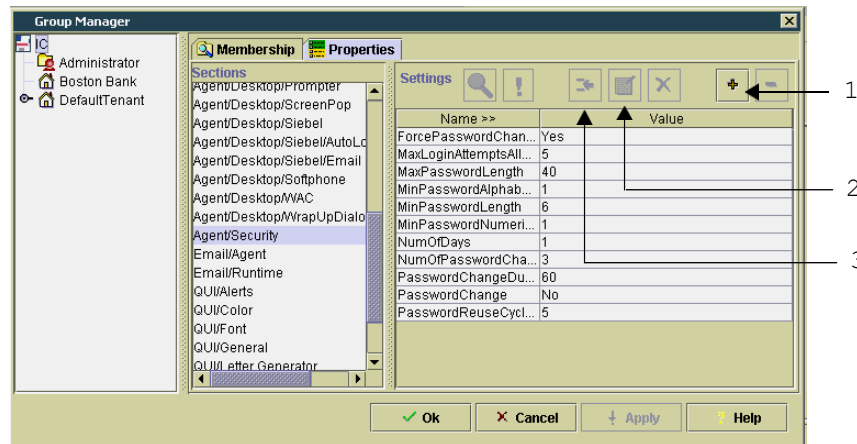 Group Manager
IC
Administrator
Boston Bank
DefaultTenant
Membership
Properties
Sections
Agent/Desktop/Prompter
Agent/Desktop/ScreenPop
Agent/Desktop/Siebel
Agent/Desktop/Siebel/AutoLo
Agent/Desktop/Siebel/Email
Agent/Desktop/Softphone
Agent/Desktop/WAC
Agent/Desktop/WrapUpDialo
Agent/Security
Email/Agent
Email/Runtime
QUI/Alerts
QUI/Color
QUI/Font
QUI/General
QUI/Letter Generator
Settings
Name >> Value
ForcePasswordChan... Yes
MaxLoginAttemptsAll... 5
MaxPasswordLength 40
MinPasswordAlphab... 1
MinPasswordLength 6
MinPasswordNumeri... 1
NumOfDays 1
NumOfPasswordCha... 3
PasswordChangeDu... 60
PasswordChange No
PasswordReuseCycl... 5
1
2
3
Ok
Cancel
Apply
? Help